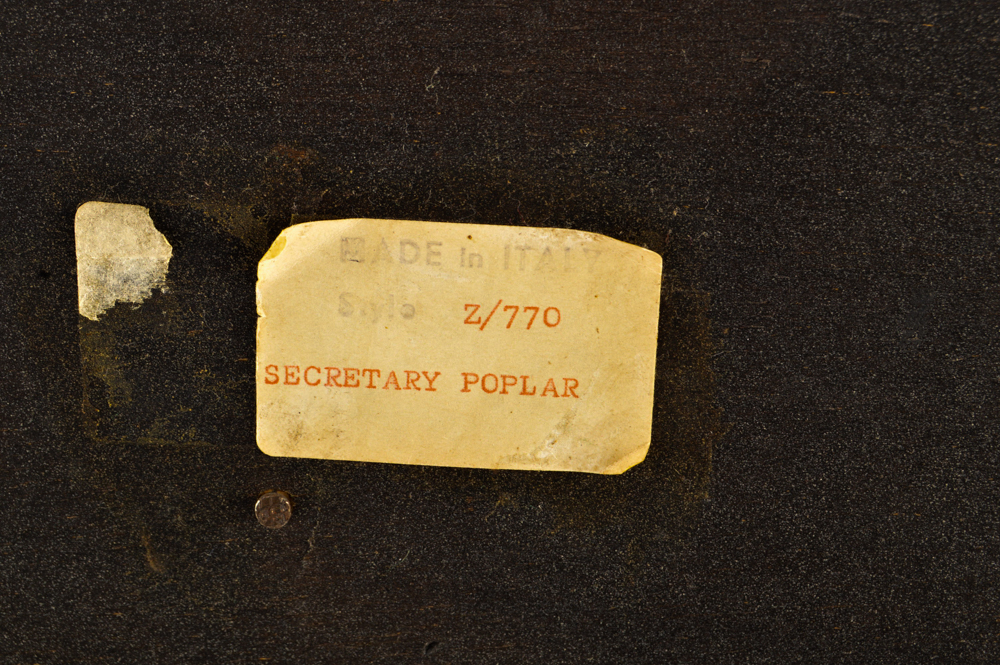 MADE in ITALY
Style Z/770
SECRETARY POPLAR